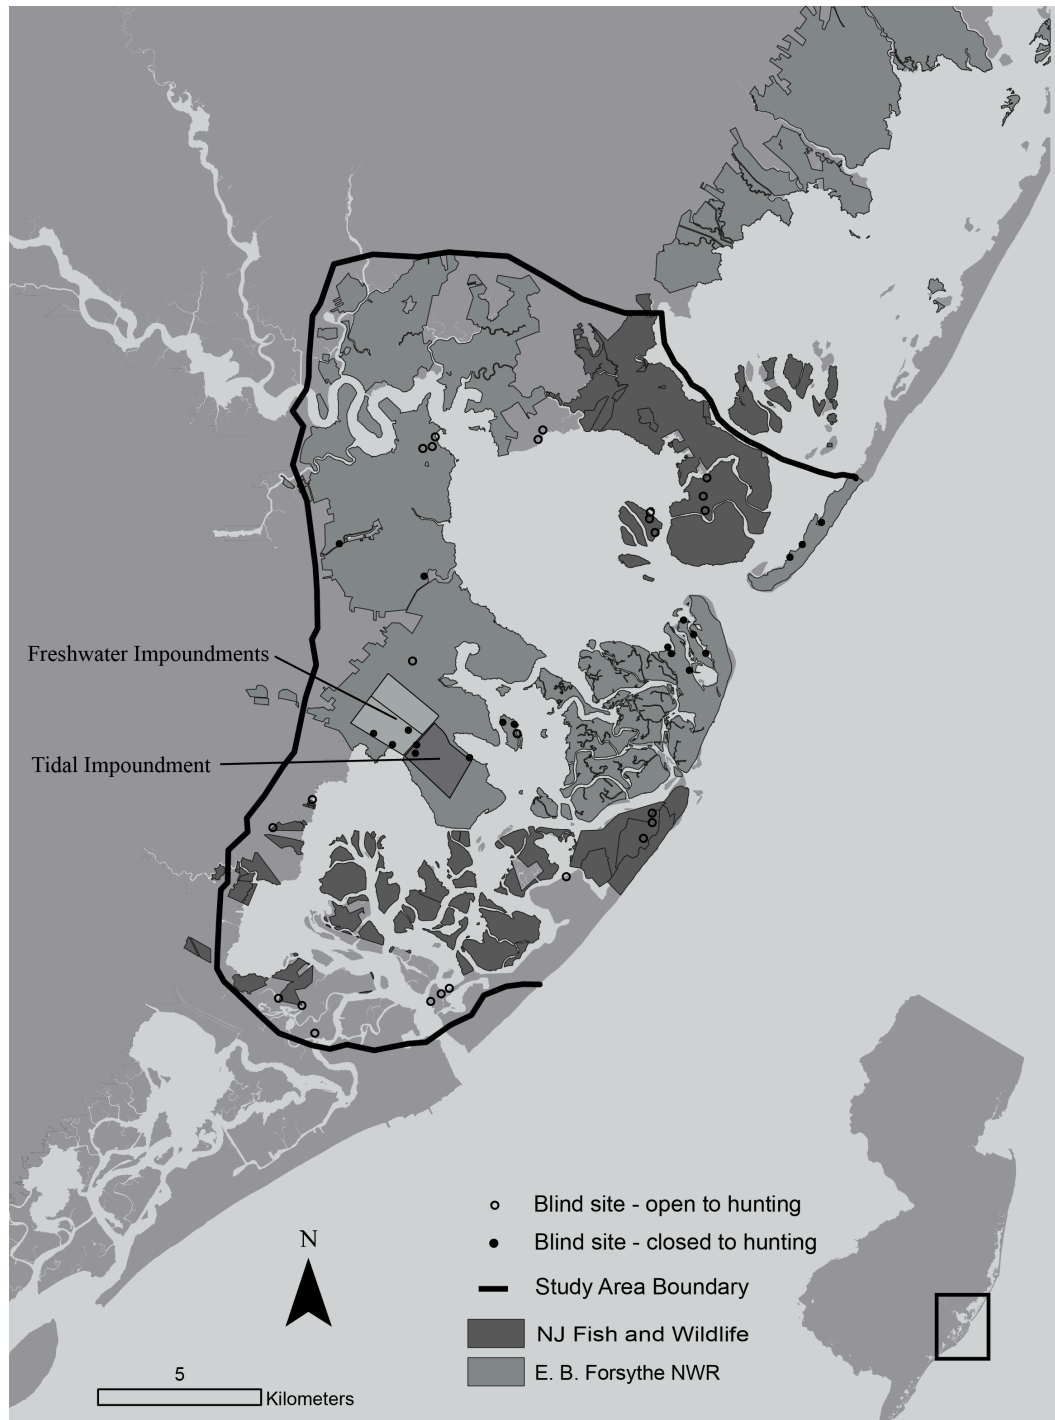 Freshwater Impoundments
Tidal Impoundment
Blind site - open to hunting
Blind site - closed to hunting
Study Area Boundary
NJ Fish and Wildlife
E. B. Forsythe NWR
N
5
Kilometers